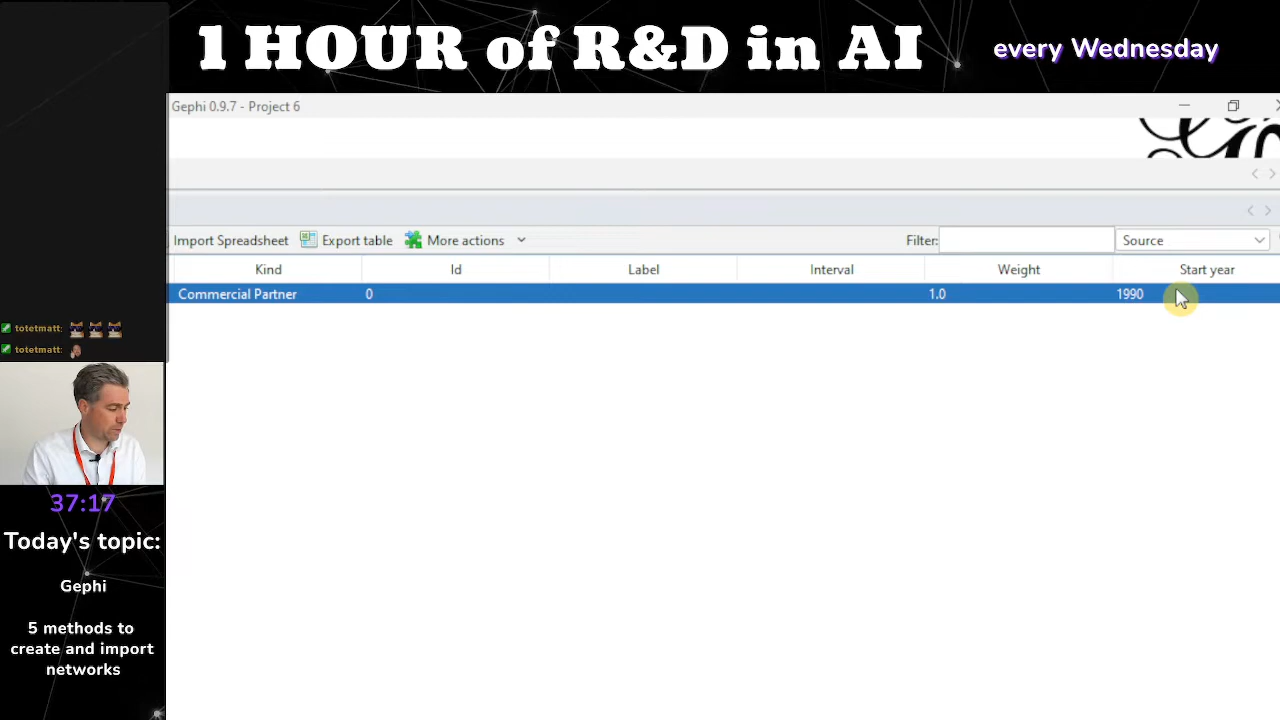 1 HOUR of R&D in AI
every Wednesday
Gephi 0.9.7 - Project 6
Import Spreadsheet
Export table
More actions
Filter:
Source
Kind
Id
Label
Interval
Weight
Start year
Commercial Partner
0
1.0
1990
totetmatt:
totetmatt:
37:17
Today's topic:
Gephi
5 methods to
create and import
networks